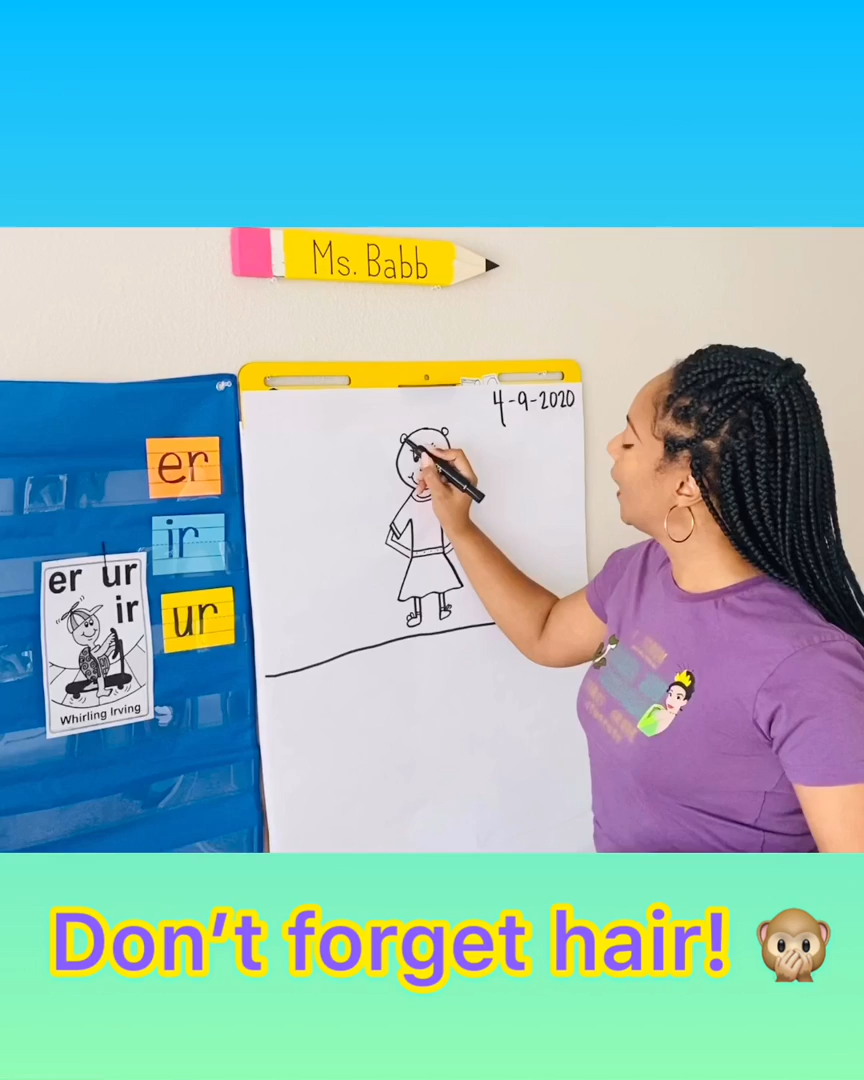 Ms. Babb
4-9-2020
er
ir
ur
er ur
ir
Whirling Irving
Don't forget hair! 🙊